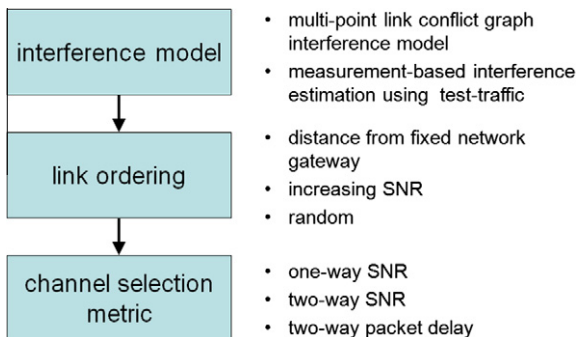 interference model
• multi-point link conflict graph
interference model
• measurement-based interference
estimation using test-traffic
link ordering
• distance from fixed network
gateway
• increasing SNR
• random
channel selection
metric
• one-way SNR
• two-way SNR
• two-way packet delay